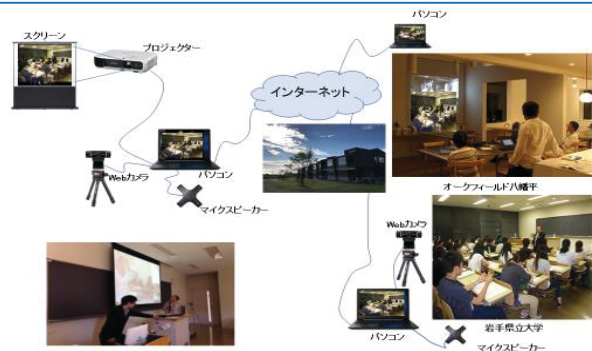 パソコン
スクリーン
プロジェクター
インターネット
Webカメラ
パソコン
マイクスピーカー
オークフィールド八幡平
Webカメラ
パソコン
岩手県立大学
マイクスピーカー